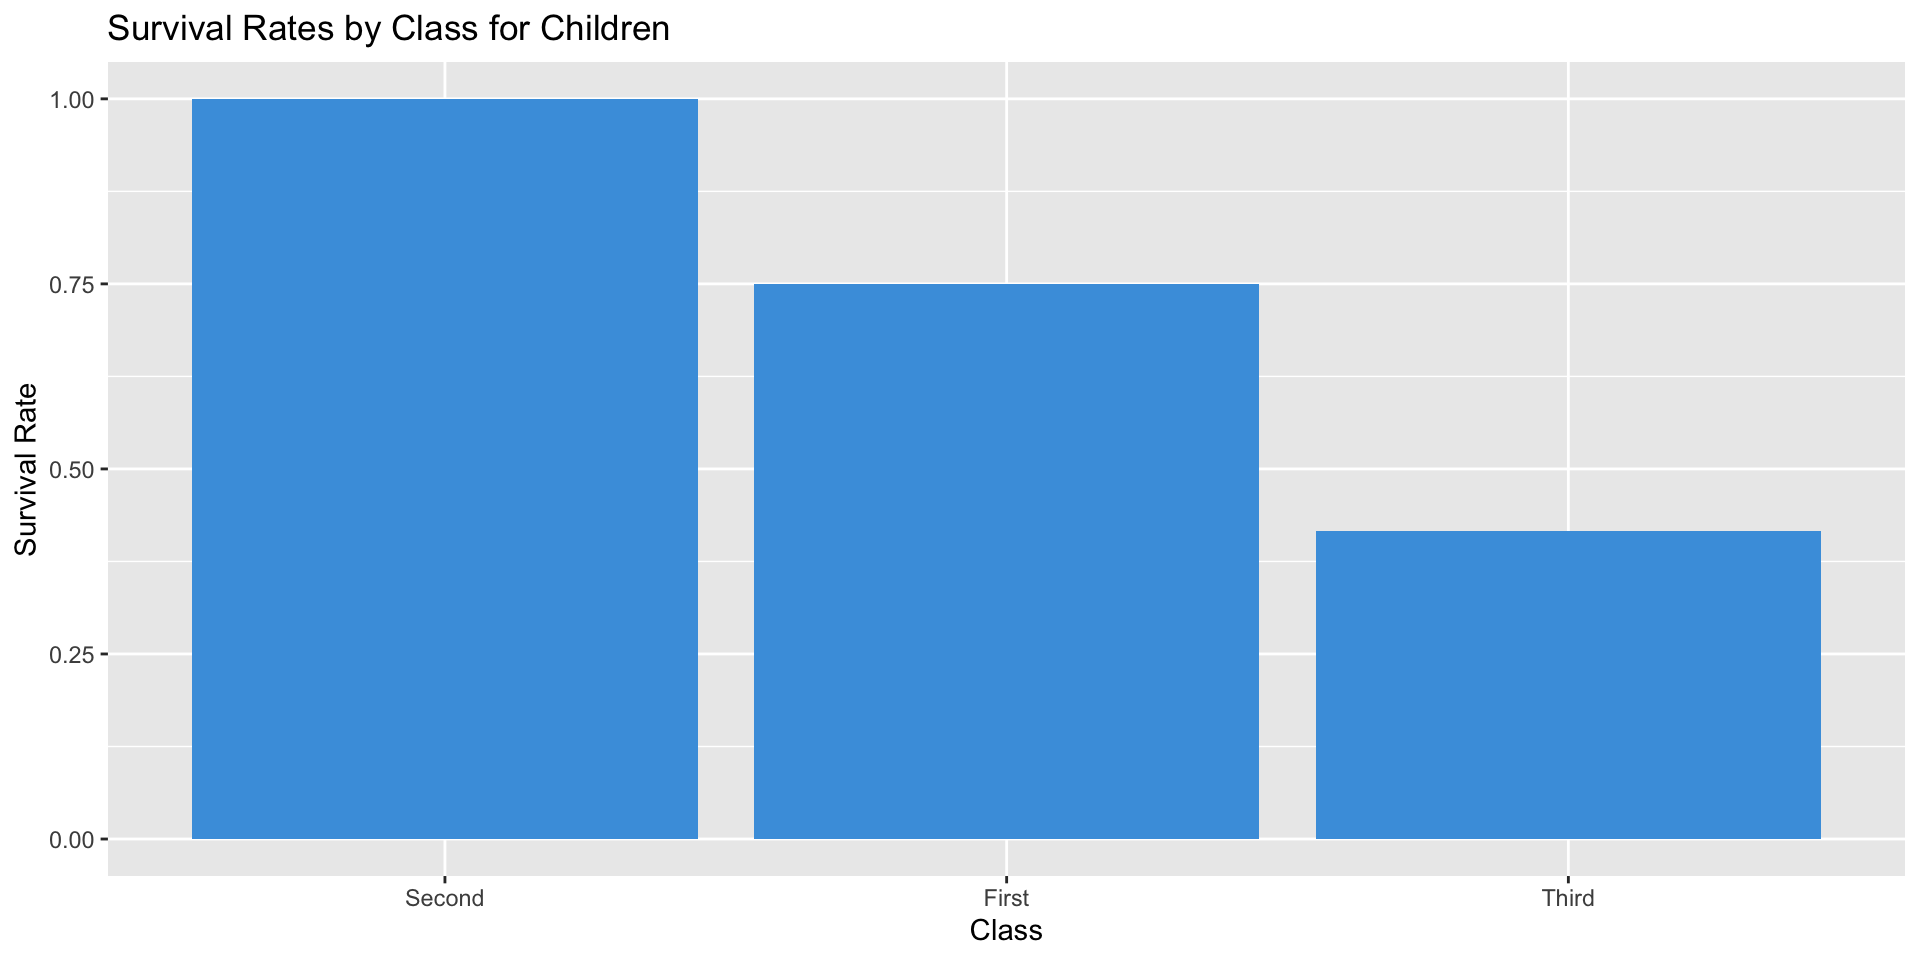 Survival Rates by Class for Children
1.00
0.75
0.50
0.25
0.00
Survival Rate
Second
First
Third
Class